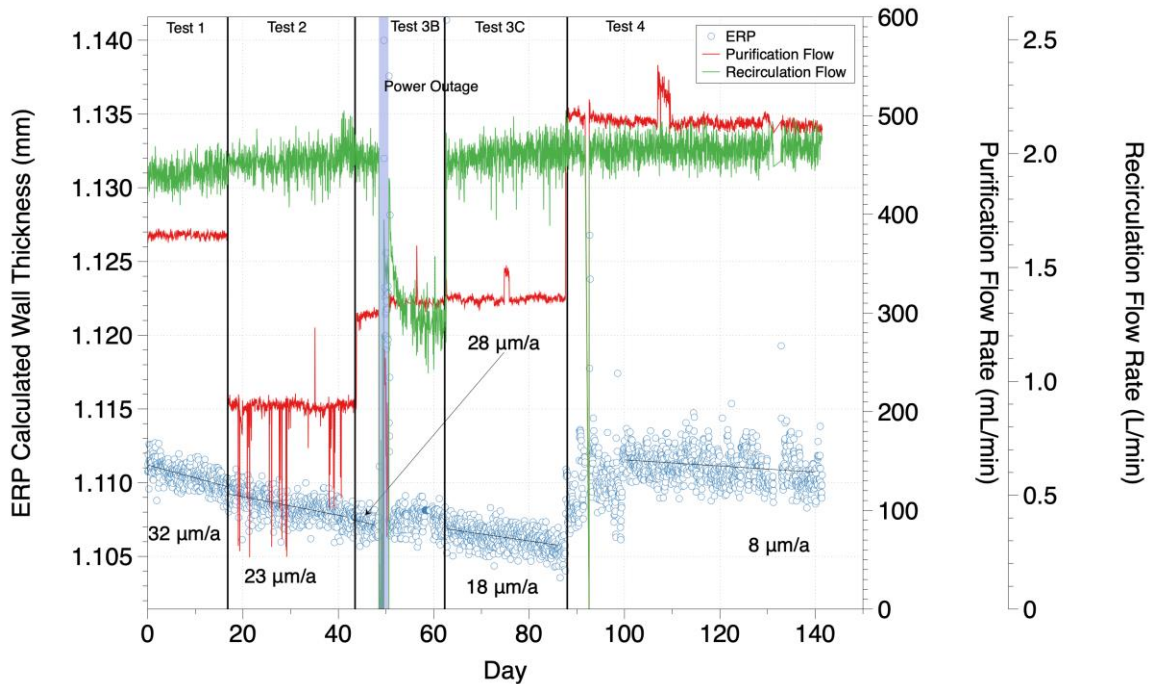 Test 1
Test 2
Test 3B
Test 3C
Test 4
ERP
Purification Flow
Recirculation Flow
Power Outage
ERP Calculated Wall Thickness (mm)
1.140
1.135
1.130
1.125
1.120
1.115
1.110
1.105
600
500
400
300
200
100
0
Purification Flow Rate (mL/min)
2.5
2.0
1.5
1.0
0.5
0.0
Recirculation Flow Rate (L/min)
28 µm/a
32 µm/a
23 µm/a
18 µm/a
8 µm/a
0
20
40
60
80
100
120
140
Day